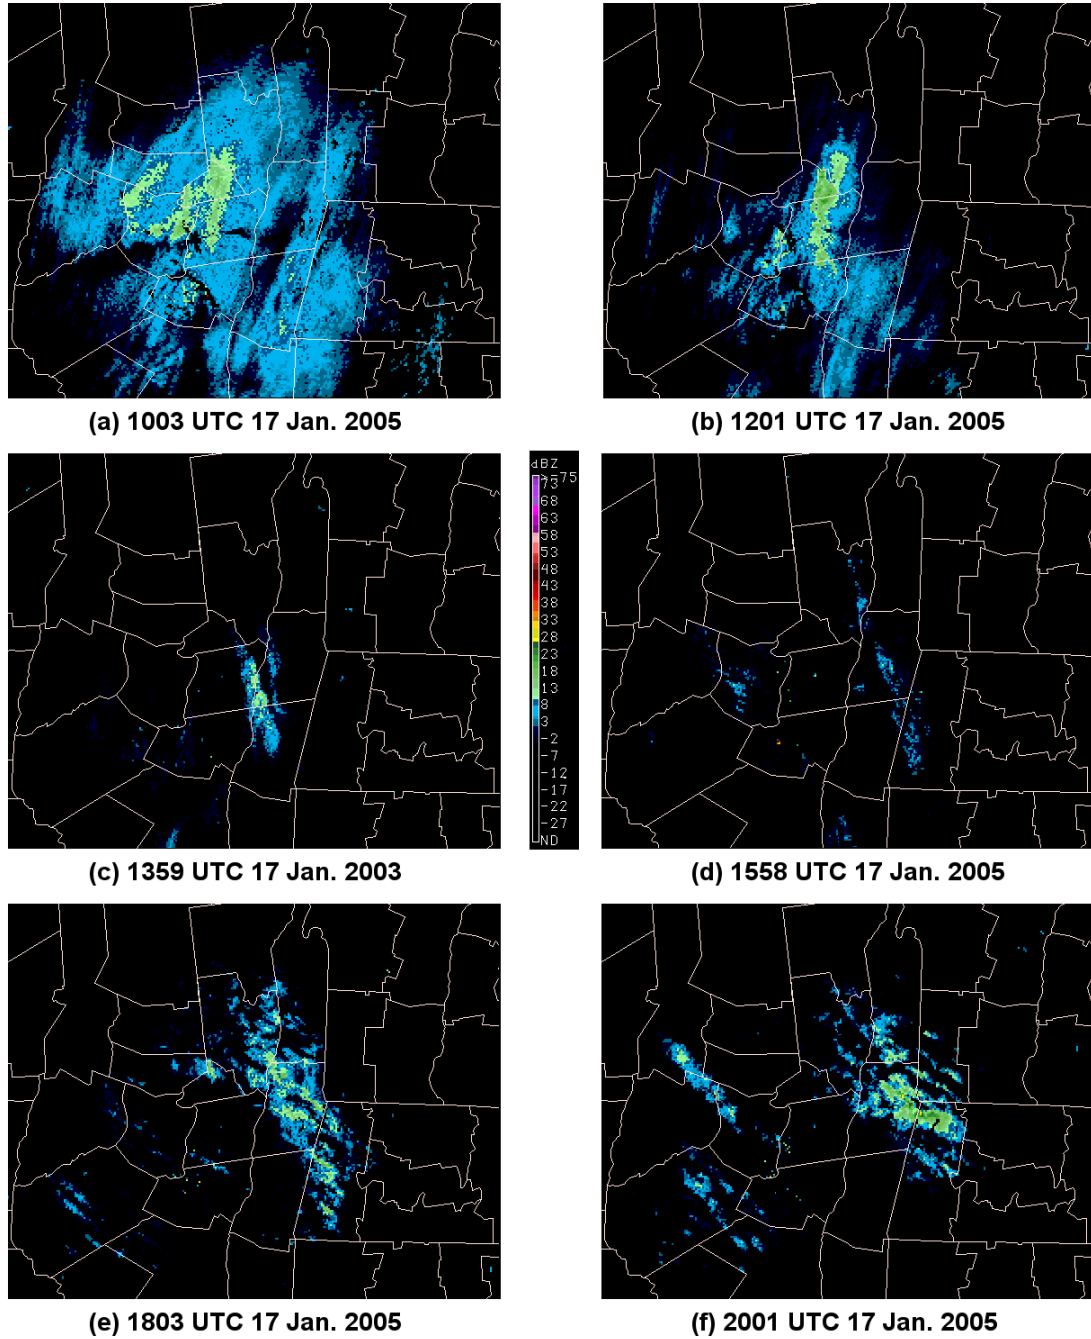 (a) 1003 UTC 17 Jan. 2005
(b) 1201 UTC 17 Jan. 2005
dBZ
>=75
73
68
63
58
53
48
43
38
33
28
23
18
13
8
3
-2
-7
-12
-17
-22
-27
ND
(c) 1359 UTC 17 Jan. 2003
(d) 1558 UTC 17 Jan. 2005
(e) 1803 UTC 17 Jan. 2005
(f) 2001 UTC 17 Jan. 2005